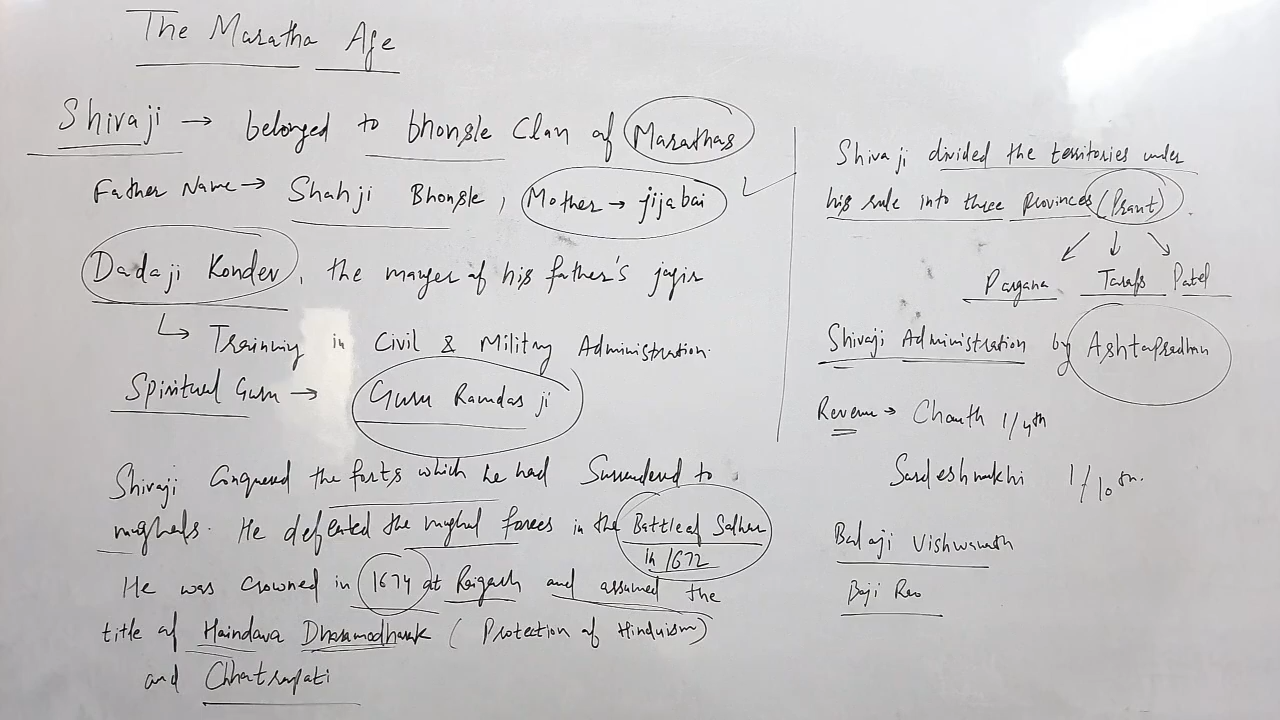 The Maratha Age
Shivaji → belonged to bhonsle Clan of Marathas
Father Name → Shahji Bhonsle, Mother → jijabai
Dadaji Kondev, the manger of his father's jagir
↳ Training in Civil & Military Administration.
Spiritual Guru → Guru Ramdas ji
Shivaji Conquered the forts which he had Surrendered to
mughals. He defeated the mughal forces in the Battle of Salhar
in 1672
He was crowned in 1674 at Raigarh and assumed the
title of Haindava Dharamodharak (Protection of Hinduism)
and Chhatrapati
Shivaji divided the territories under
his rule into three provinces (Prant).
Pargana Tarafs Patel
Shivaji Administration by Ashtapradhan
Revenue → Chauth 1/4th
Sardeshmukhi 1/10th.
Balaji Vishwanath
Baji Rao